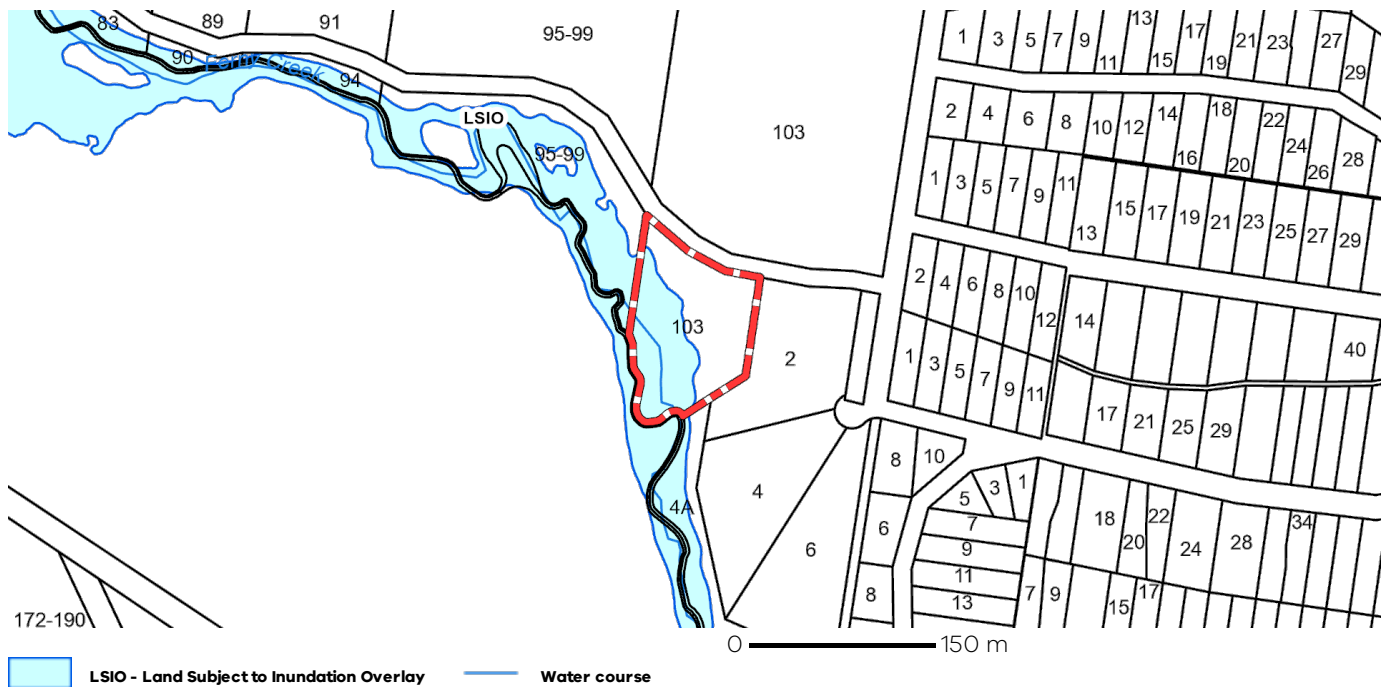 83
89
91
95-99
90
Ferny Creek
94
LSIO
95-99
103
1 3 5 7 9 11 13 15 17 19 21 23 27 29
2 4 6 8 10 12 14 16 18 20 22 24 26 28
1 3 5 7 9 11 13 15 17 19 21 23 25 27 29
2 4 6 8 10 12 14 40
103
2
1 3 5 7 9 11 17 21 25 29
8 10
4
4A
6
6
8
5 3 1
7
9
11
13
18 20 22 24 28 34
7 9 15 17
172-190
0 150 m
LSIO - Land Subject to Inundation Overlay Water course